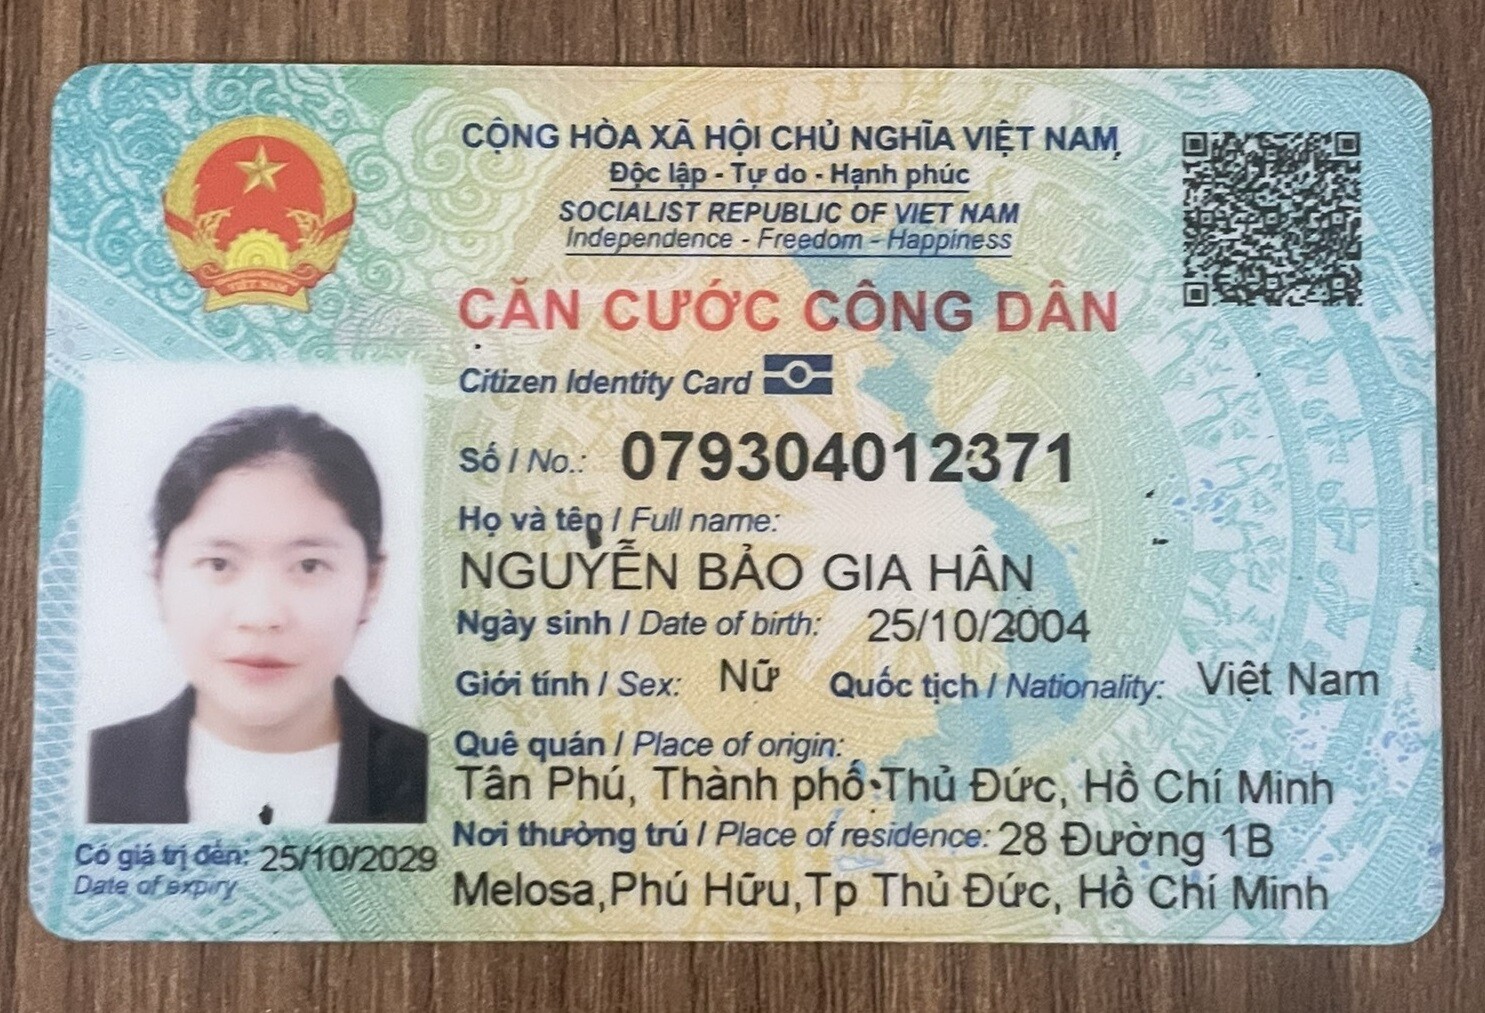 CỘNG HÒA XÃ HỘI CHỦ NGHĨA VIỆT NAM
Độc lập - Tự do - Hạnh phúc
SOCIALIST REPUBLIC OF VIET NAM
Independence - Freedom - Happiness
CĂN CƯỚC CÔNG DÂN
Citizen Identity Card
Số / No.: 079304012371
Họ và tên / Full name:
NGUYỄN BẢO GIA HÂN
Ngày sinh / Date of birth: 25/10/2004
Giới tính / Sex: Nữ Quốc tịch / Nationality: Việt Nam
Quê quán / Place of origin:
Tân Phú, Thành phố Thủ Đức, Hồ Chí Minh
Nơi thường trú / Place of residence: 28 Đường 1B
Melosa,Phú Hữu,Tp Thủ Đức, Hồ Chí Minh
Có giá trị đến: 25/10/2029
Date of expiry
VIỆT NAM